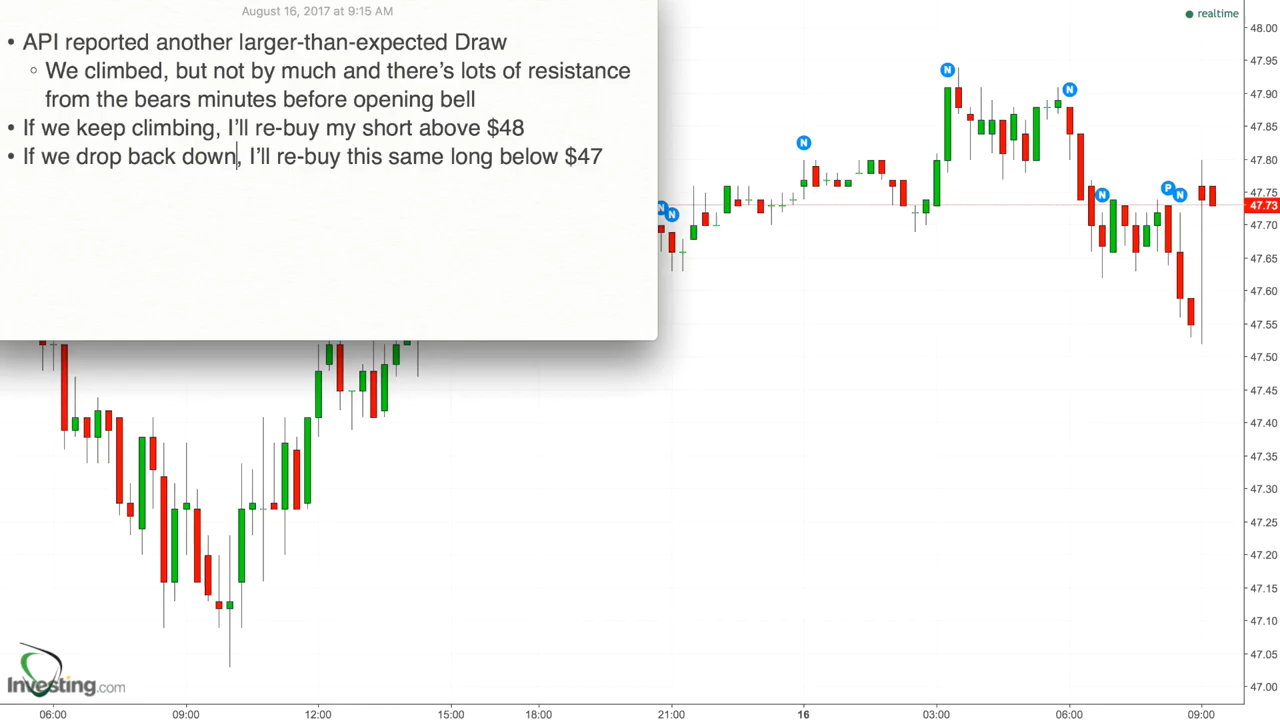 August 16, 2017 at 9:15 AM
• API reported another larger-than-expected Draw
◦ We climbed, but not by much and there's lots of resistance
from the bears minutes before opening bell
• If we keep climbing, I'll re-buy my short above $48
• If we drop back down, I'll re-buy this same long below $47
realtime
48.00
47.95
47.90
47.85
47.80
47.75
47.73
47.70
47.65
47.60
47.55
47.50
47.45
47.40
47.35
47.30
47.25
47.20
47.15
47.10
47.05
47.00
N
N
N
N
N
N
P
N
Investing.com
06:00 09:00 12:00 15:00 18:00 21:00 16 03:00 06:00 09:00